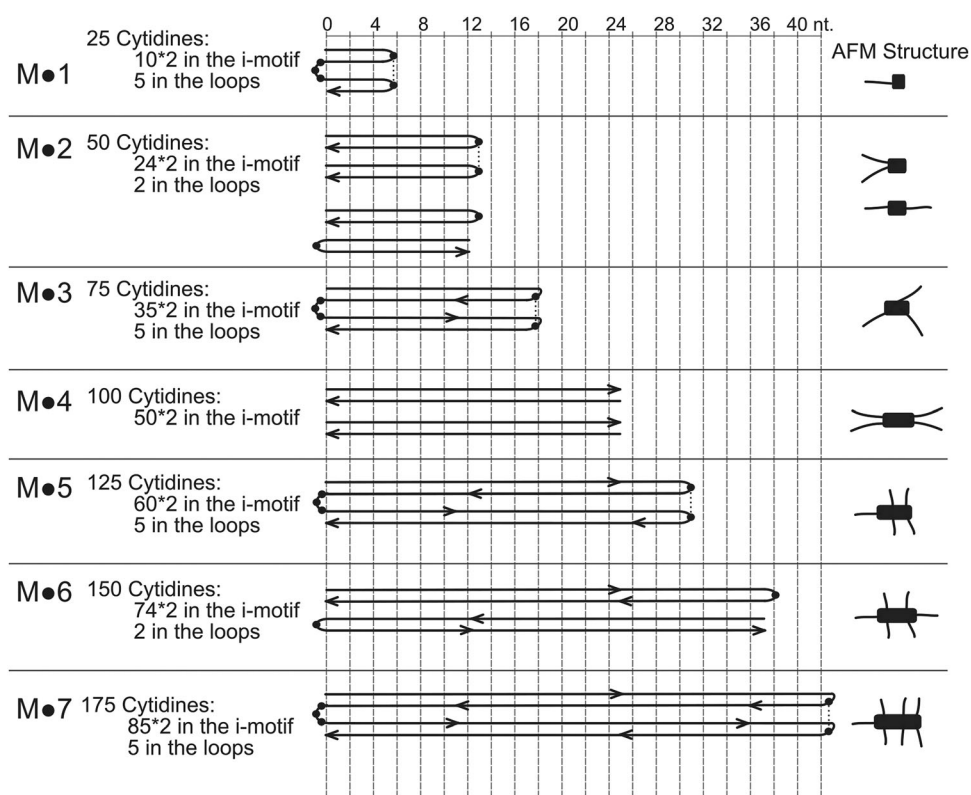 0 4 8 12 16 20 24 28 32 36 40 nt.
AFM Structure
25 Cytidines:
M●1 10*2 in the i-motif
5 in the loops
M●2 50 Cytidines:
24*2 in the i-motif
2 in the loops
M●3 75 Cytidines:
35*2 in the i-motif
5 in the loops
M●4 100 Cytidines:
50*2 in the i-motif
M●5 125 Cytidines:
60*2 in the i-motif
5 in the loops
M●6 150 Cytidines:
74*2 in the i-motif
2 in the loops
M●7 175 Cytidines:
85*2 in the i-motif
5 in the loops